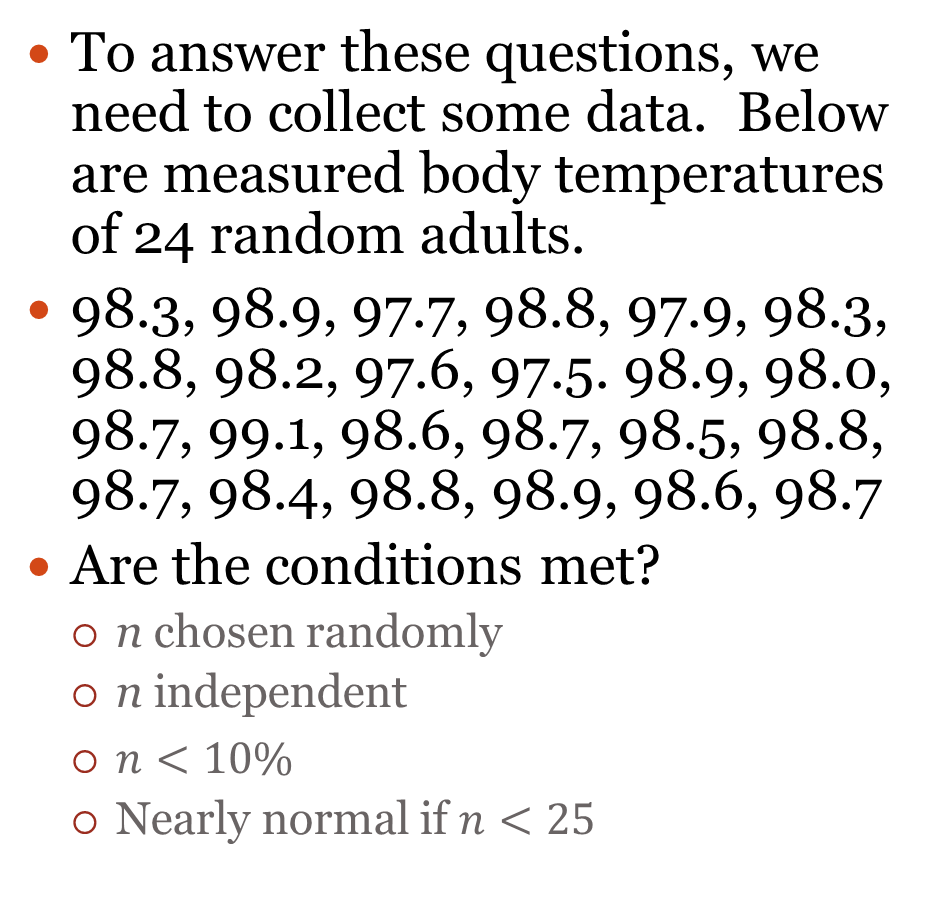 • To answer these questions, we
need to collect some data.  Below
are measured body temperatures
of 24 random adults.
• 98.3, 98.9, 97.7, 98.8, 97.9, 98.3,
98.8, 98.2, 97.6, 97.5. 98.9, 98.0,
98.7, 99.1, 98.6, 98.7, 98.5, 98.8,
98.7, 98.4, 98.8, 98.9, 98.6, 98.7
• Are the conditions met?
○ n chosen randomly
○ n independent
○ n < 10%
○ Nearly normal if n < 25